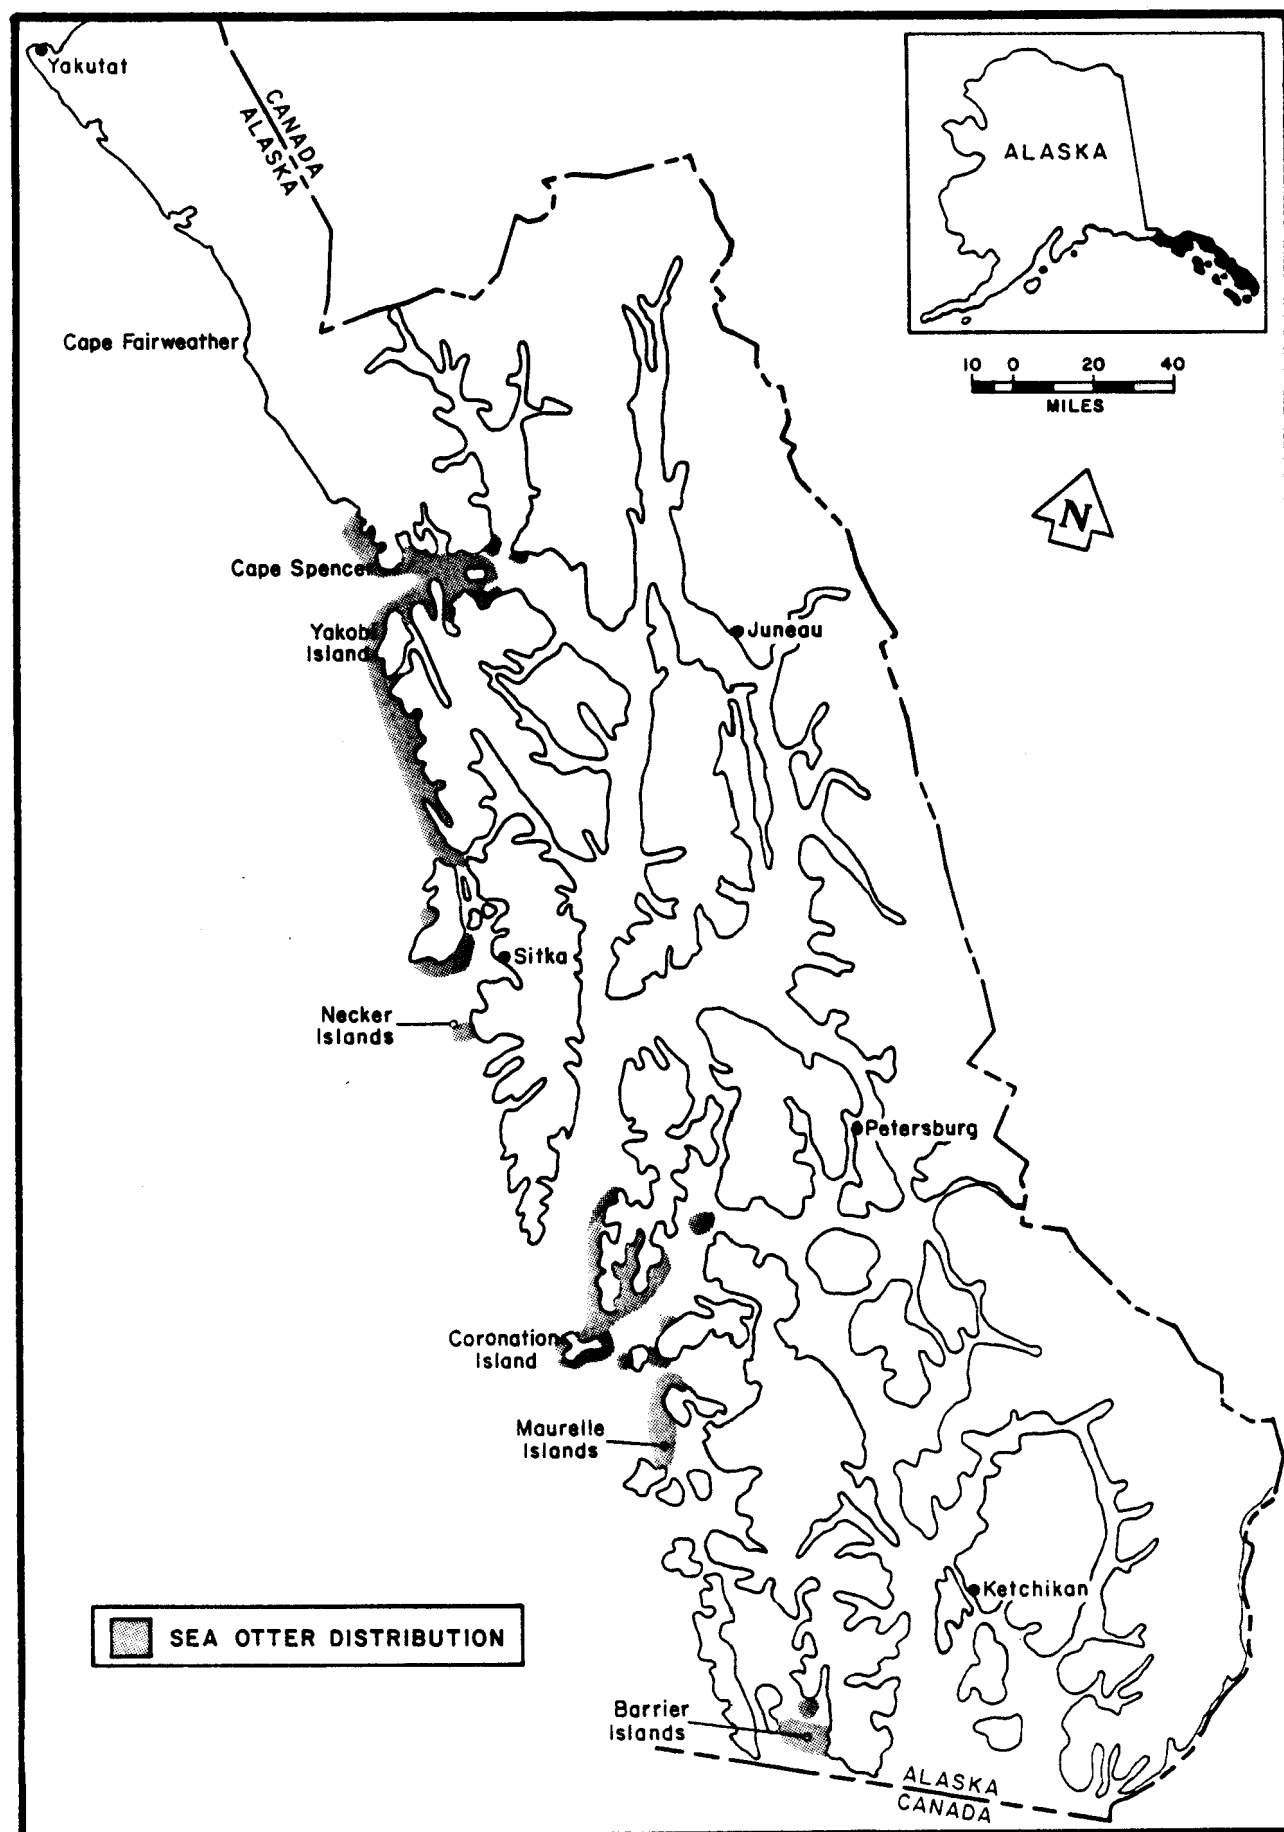 Yakutat
CANADA
ALASKA
ALASKA
Cape Fairweather
10 0 20 40
MILES
N
Cape Spencer
Yakobi
Island
Juneau
Sitka
Necker
Islands
Petersburg
Coronation
Island
Maurelle
Islands
Ketchikan
SEA OTTER DISTRIBUTION
Barrier
Islands
ALASKA
CANADA